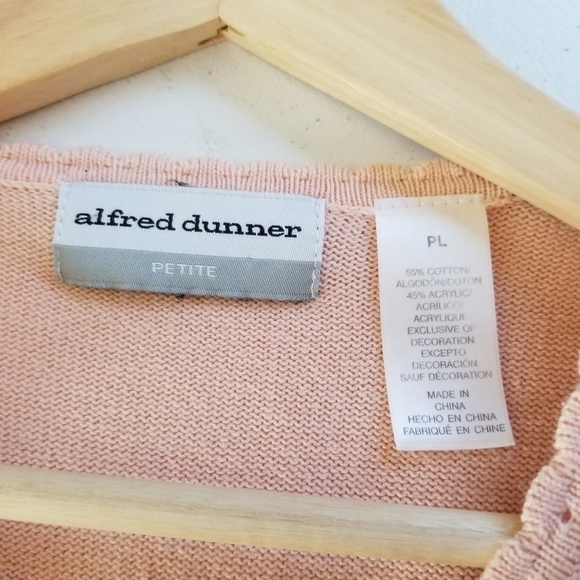 alfred dunner
PETITE
PL
55% COTTON/
ALGODÓN/COTON
45% ACRYLIC/
ACRÍLICO/
ACRYLIQUE
EXCLUSIVE OF
DECORATION
EXCEPTO
DECORACIÓN
SAUF DÉCORATION
MADE IN
CHINA
HECHO EN CHINA
FABRIQUÉ EN CHINE